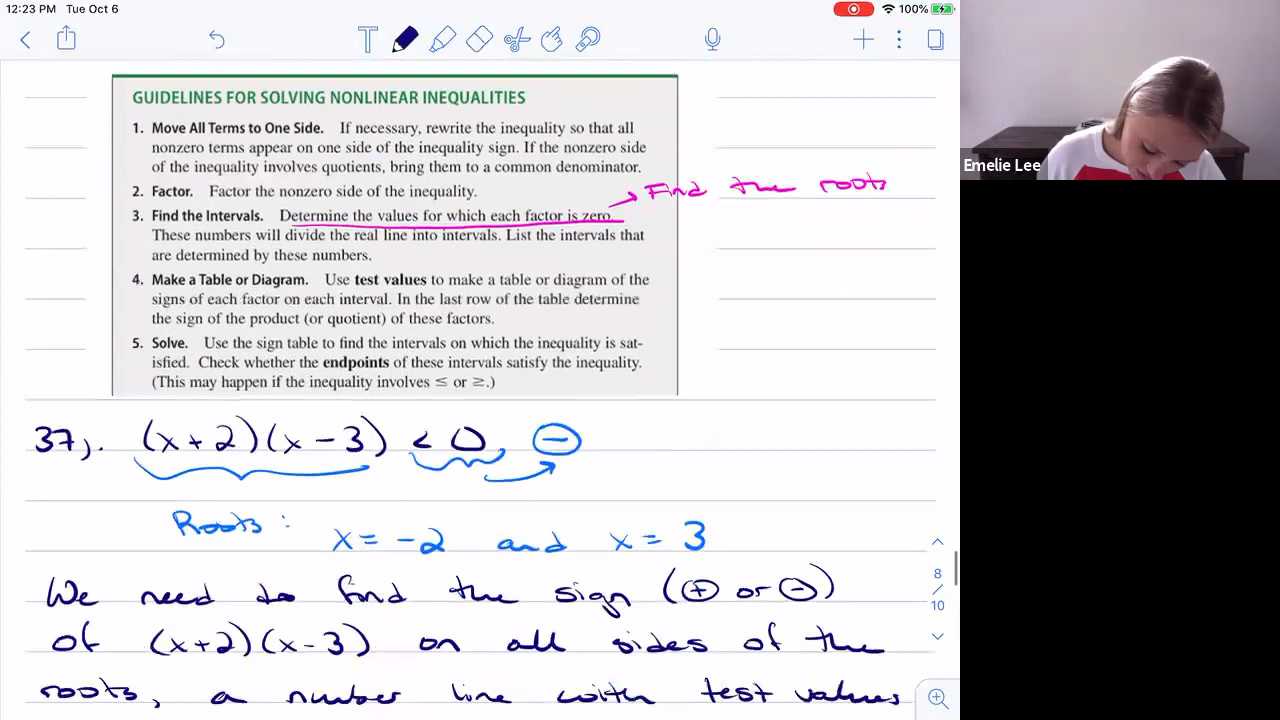 12:23 PM Tue Oct 6
100%
T
GUIDELINES FOR SOLVING NONLINEAR INEQUALITIES
1. Move All Terms to One Side. If necessary, rewrite the inequality so that all
nonzero terms appear on one side of the inequality sign. If the nonzero side
of the inequality involves quotients, bring them to a common denominator.
2. Factor. Factor the nonzero side of the inequality.
→ Find the roots
3. Find the Intervals. Determine the values for which each factor is zero.
These numbers will divide the real line into intervals. List the intervals that
are determined by these numbers.
4. Make a Table or Diagram. Use test values to make a table or diagram of the
signs of each factor on each interval. In the last row of the table determine
the sign of the product (or quotient) of these factors.
5. Solve. Use the sign table to find the intervals on which the inequality is sat-
isfied. Check whether the endpoints of these intervals satisfy the inequality.
(This may happen if the inequality involves ≤ or ≥.)
37). (x+2)(x-3) < 0, ⊖
Roots: x = -2 and x = 3
We need to find the sign (⊕ or ⊖)
of (x+2)(x-3) on all sides of the
roots, a number line with test values
8
/
10
Emelie Lee